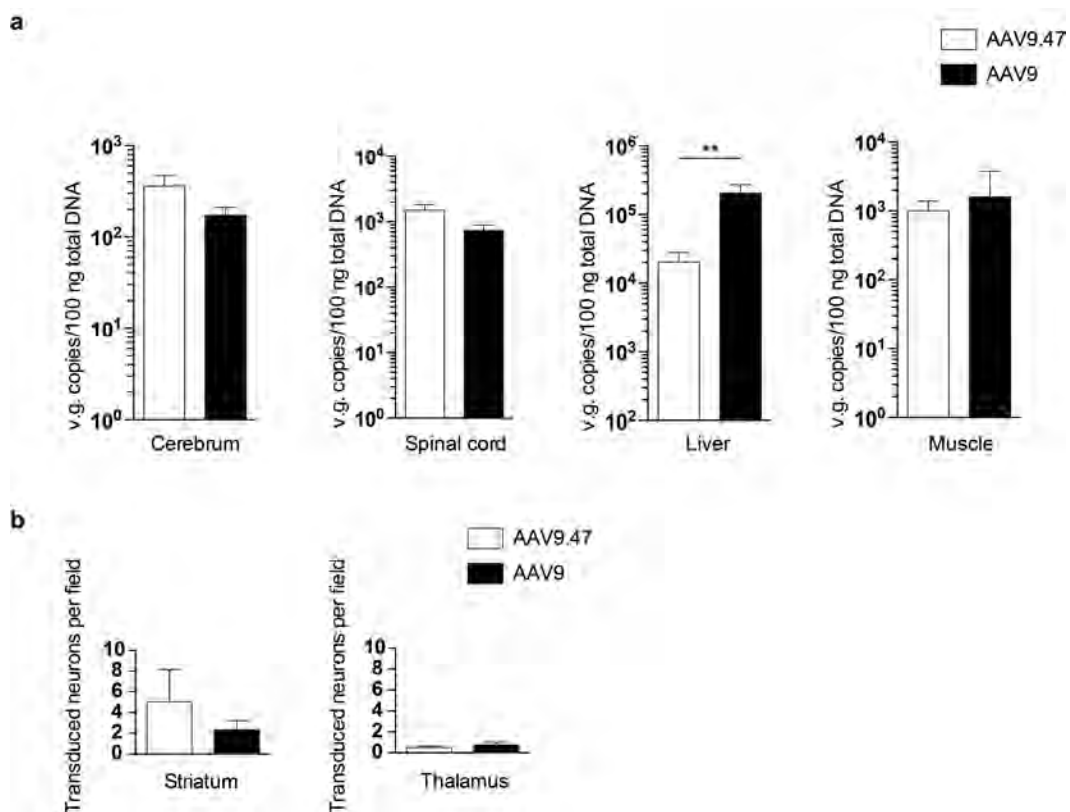 a
AAV9.47
AAV9
v.g. copies/100 ng total DNA
10³
10²
10¹
10⁰
Cerebrum
v.g. copies/100 ng total DNA
10⁴
10³
10²
10¹
10⁰
Spinal cord
v.g. copies/100 ng total DNA
10⁶
10⁵
10⁴
10³
10²
**
Liver
v.g. copies/100 ng total DNA
10⁴
10³
10²
10¹
10⁰
Muscle
b
AAV9.47
AAV9
Transduced neurons per field
10
8
6
4
2
0
Striatum
Transduced neurons per field
10
8
6
4
2
0
Thalamus